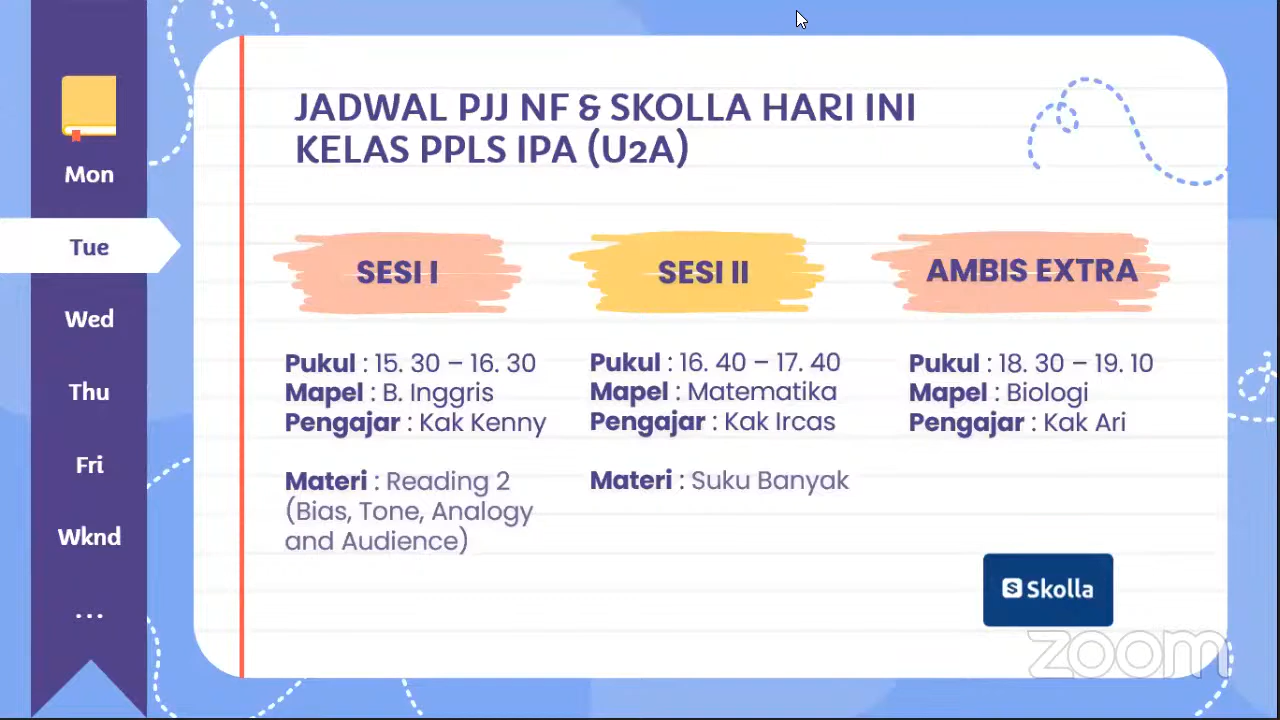 JADWAL PJJ NF & SKOLLA HARI INI
KELAS PPLS IPA (U2A)
Mon
Tue
Wed
Thu
Fri
Wknd
...
SESI I
Pukul : 15. 30 – 16. 30
Mapel : B. Inggris
Pengajar : Kak Kenny
Materi : Reading 2
(Bias, Tone, Analogy
and Audience)
SESI II
Pukul : 16. 40 – 17. 40
Mapel : Matematika
Pengajar : Kak Ircas
Materi : Suku Banyak
AMBIS EXTRA
Pukul : 18. 30 – 19. 10
Mapel : Biologi
Pengajar : Kak Ari
S Skolla
zoom